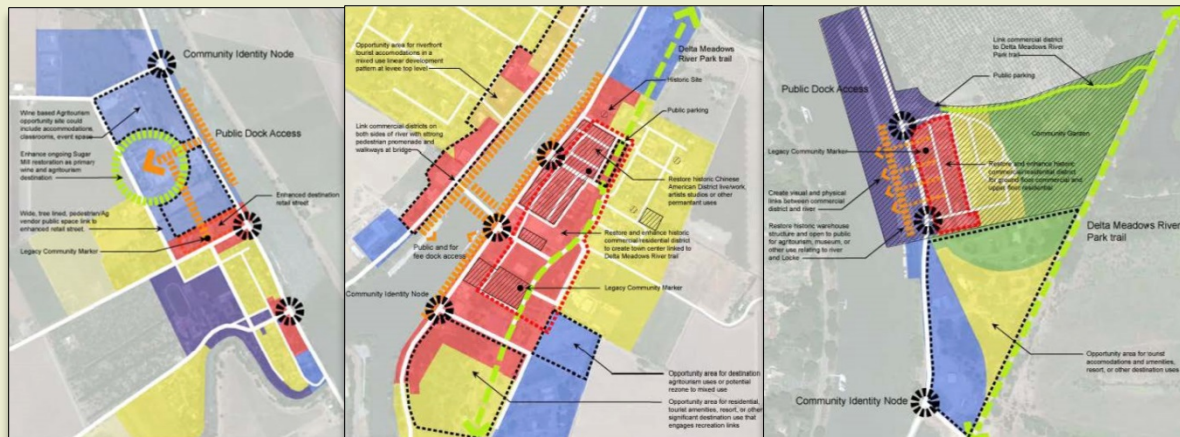 Community Identity Node
Wine based Agritourism
opportunity site could
include accommodations,
classrooms, event space
Public Dock Access
Enhance ongoing Sugar
Mill restoration as primary
wine and agritourism
destination
Enhanced destination
retail street
Wide, tree lined, pedestrian/Ag
vendor public space link to
enhanced retail street.
Legacy Community Marker
Opportunity area for riverfront
tourist accomodations in a
mixed use linear development
pattern at levee top level
Delta Meadows
River Park trail
Historic Site
Public parking
Link commercial districts on
both sides of river with strong
pedestrian promenade and
walkways at bridge
Restore historic Chinese
American District live/work,
artists studios or other
permantent uses
Restore and enhance historic
commercial/residential district
to create town center linked to
Delta Meadows River trail
Public and for
fee dock access
Legacy Community Marker
Community Identity Node
Opportunity area for destination
agritourism uses or potential
rezone to mixed use
Opportunity area for residential,
tourist amenities, resort, or other
significant destination use that
engages recreation links
Link commercial district
to Delta Meadows River
Park trail
Public parking
Public Dock Access
Community Garden
Legacy Community Marker
Restore and enhance historic
commercial/residential district
for ground floor commercial and
upper floor residential
Create visual and physical
links between commercial
district and river
Restore historic warehouse
structure and open to public
for agritourism, museum, or
other use relating to river
and Locke
Delta Meadows River
Park trail
Opportunity area for tourist
accomodations and amenities,
resort, or other destination uses
Community Identity Node